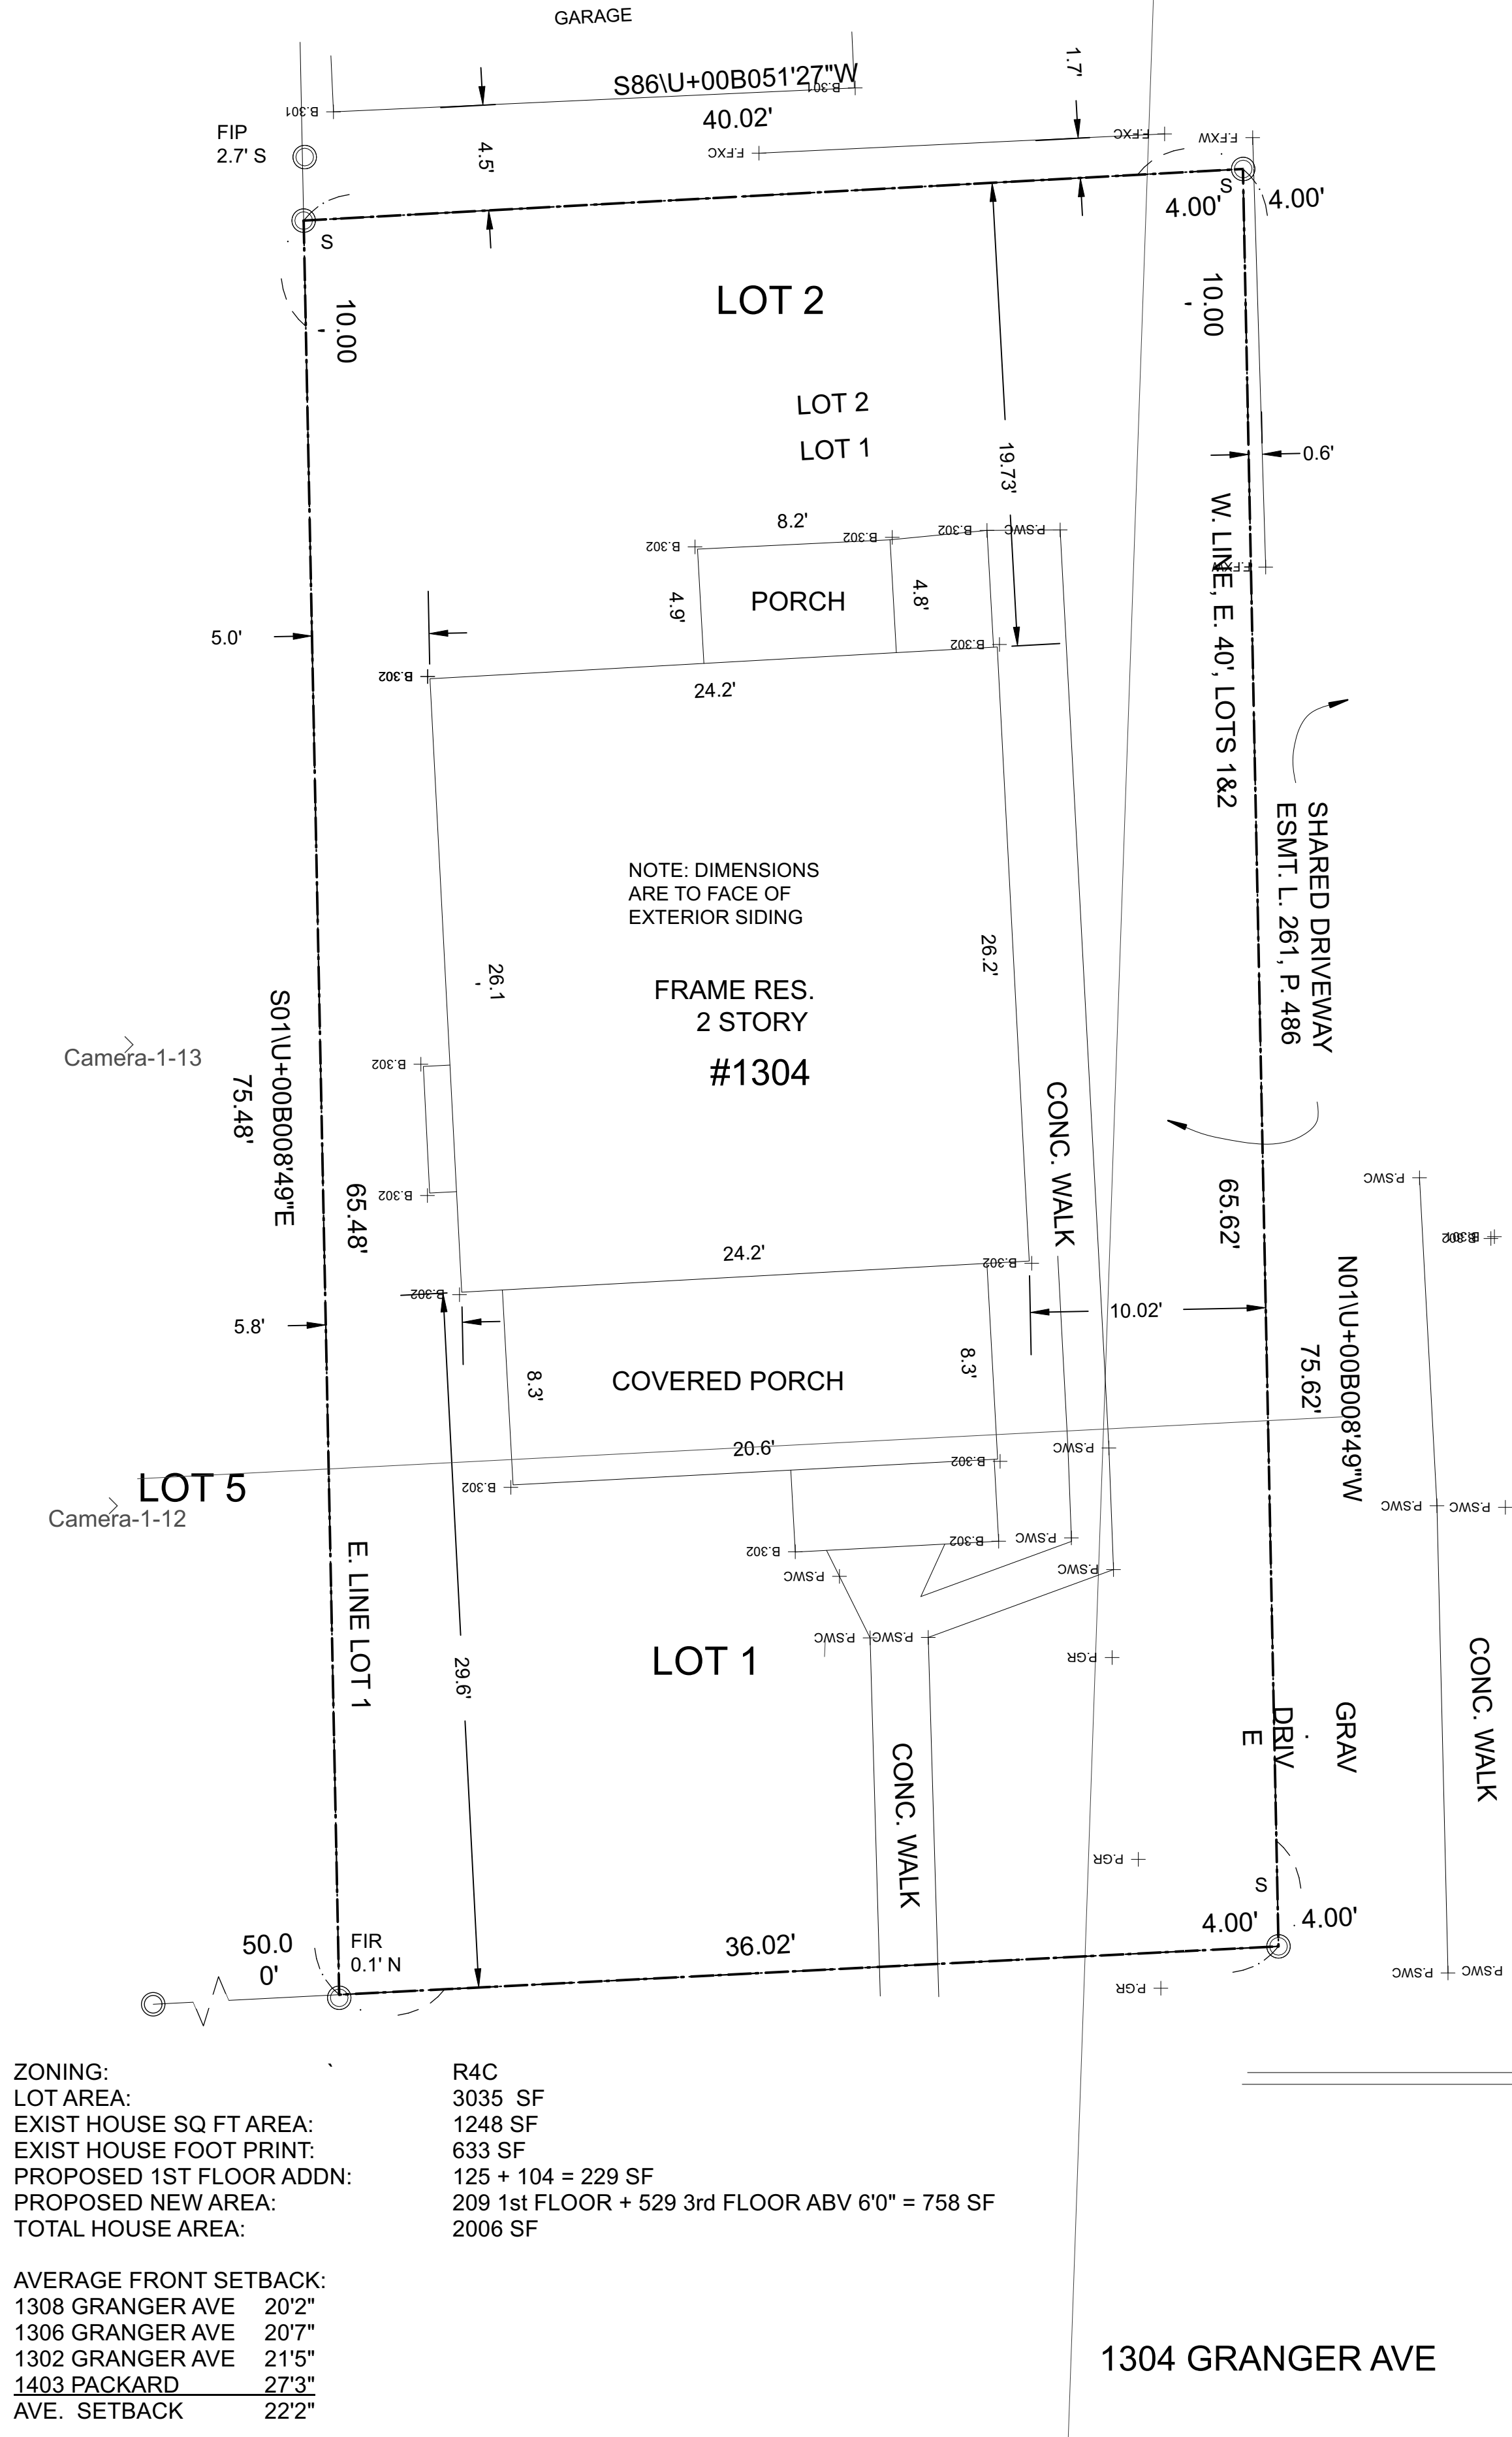 GARAGE
S86\U+00B051'27"W
1.7'
B.301
B.301
40.02'
FIP
2.7' S
4.5'
F.FXC
F.FXC
F.FXW
S
4.00'
4.00'
S
10.00
'
10.00
'
LOT 2
LOT 2
LOT 1
19.73'
0.6'
8.2'
B.302
B.302
B.302
P.SWC
W. LINE, E. 40', LOTS 1&2
F.FXW
4.9'
PORCH
4.8'
5.0'
B.302
B.302
24.2'
SHARED DRIVEWAY
ESMT. L. 261, P. 486
NOTE: DIMENSIONS
ARE TO FACE OF
EXTERIOR SIDING
26.1
'
26.2'
FRAME RES.
2 STORY
#1304
S01\U+00B008'49"E
75.48'
Camera-1-13
B.302
CONC. WALK
65.48'
B.302
65.62'
P.SWC
B.302
B.301
24.2'
B.302
B.302
N01\U+00B008'49"W
75.62'
10.02'
5.8'
8.3'
COVERED PORCH
8.3'
20.6'
P.SWC
B.302
B.302
LOT 5
Camera-1-12
P.SWC
P.SWC
B.302
B.302
P.SWC
P.SWC
P.SWC
E. LINE LOT 1
P.SWC
P.SWC
LOT 1
29.6'
P.GR
CONC. WALK
GRAV
.
DRIV
E
CONC. WALK
P.GR
S
4.00'
4.00'
50.0
0'
FIR
0.1' N
36.02'
P.GR
P.SWC
P.SWC
ZONING: ` R4C
LOT AREA: 3035 SF
EXIST HOUSE SQ FT AREA: 1248 SF
EXIST HOUSE FOOT PRINT: 633 SF
PROPOSED 1ST FLOOR ADDN: 125 + 104 = 229 SF
PROPOSED NEW AREA: 209 1st FLOOR + 529 3rd FLOOR ABV 6'0" = 758 SF
TOTAL HOUSE AREA: 2006 SF
AVERAGE FRONT SETBACK:
1308 GRANGER AVE 20'2"
1306 GRANGER AVE 20'7"
1302 GRANGER AVE 21'5"
1403 PACKARD 27'3"
AVE. SETBACK 22'2"
1304 GRANGER AVE